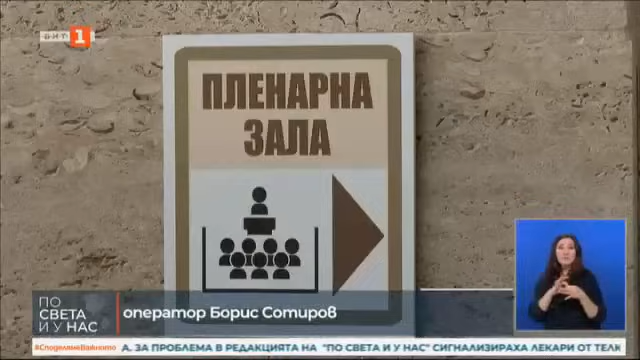 БНТ 1
ПЛЕНАРНА
ЗАЛА
ПО
СВЕТА
И У НАС
оператор Борис Сотиров
#СподелямеВажното
А. ЗА ПРОБЛЕМА В РЕДАКЦИЯТА НА "ПО СВЕТА И У НАС" СИГНАЛИЗИРАХА ЛЕКАРИ ОТ ТЕЛК